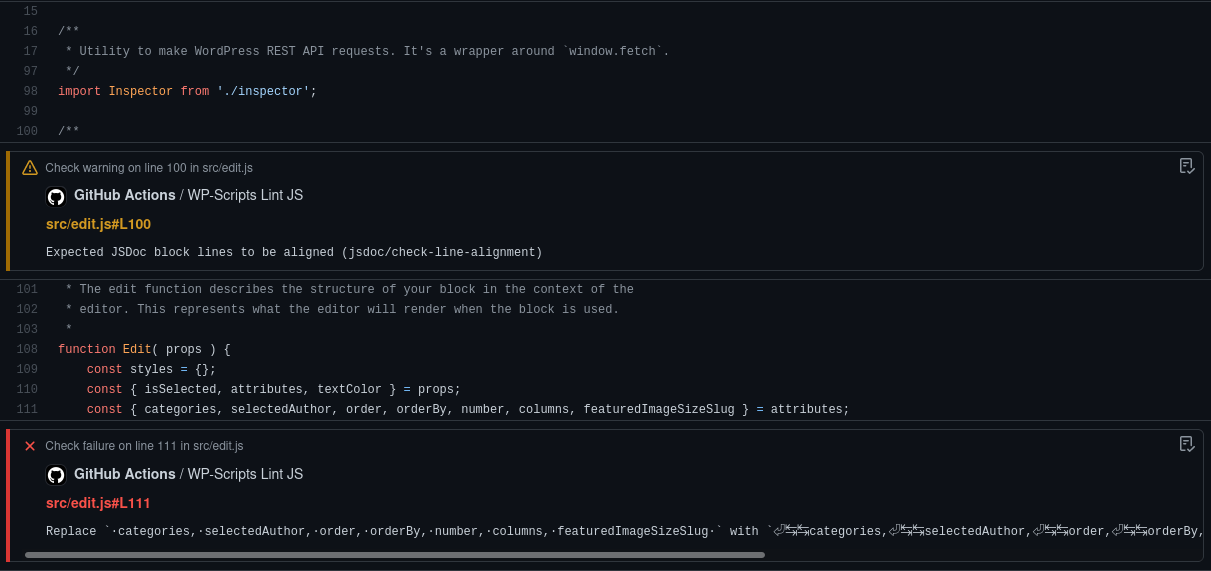 15
16 /**
17  * Utility to make WordPress REST API requests. It's a wrapper around `window.fetch`.
97  */
98 import Inspector from './inspector';
99
100 /**
Check warning on line 100 in src/edit.js
GitHub Actions / WP-Scripts Lint JS
src/edit.js#L100
Expected JSDoc block lines to be aligned (jsdoc/check-line-alignment)
101  * The edit function describes the structure of your block in the context of the
102  * editor. This represents what the editor will render when the block is used.
103  *
108 function Edit( props ) {
109     const styles = {};
110     const { isSelected, attributes, textColor } = props;
111     const { categories, selectedAuthor, order, orderBy, number, columns, featuredImageSizeSlug } = attributes;
Check failure on line 111 in src/edit.js
GitHub Actions / WP-Scripts Lint JS
src/edit.js#L111
Replace `·categories,·selectedAuthor,·order,·orderBy,·number,·columns,·featuredImageSizeSlug·` with `⏎↹↹categories,⏎↹↹selectedAuthor,⏎↹↹order,⏎↹↹orderBy,